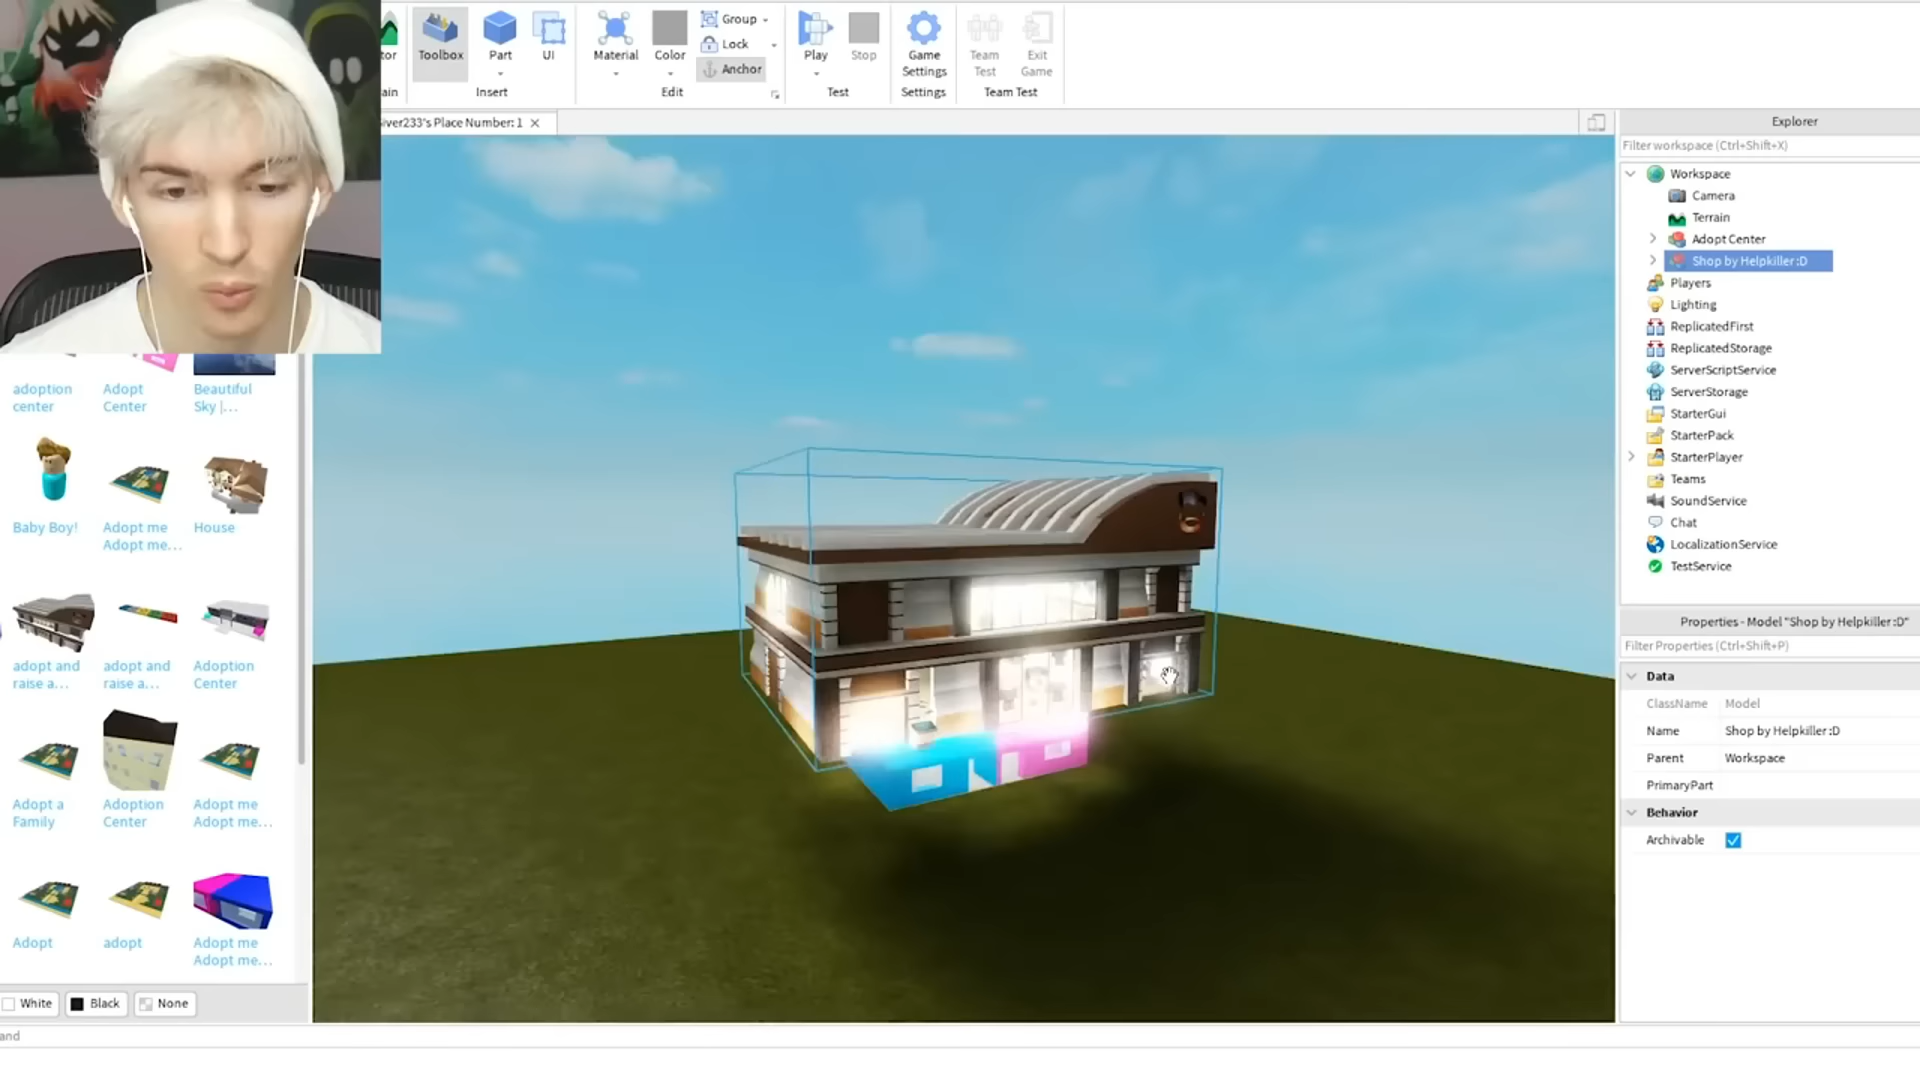 tor
Toolbox
Part
UI
Material
Color
Group
Lock
Anchor
Play
Stop
Game
Settings
Team
Test
Exit
Game
ain
Insert
Edit
Test
Settings
Team Test
iver233's Place Number: 1
Explorer
Filter workspace (Ctrl+Shift+X)
Workspace
Camera
Terrain
Adopt Center
Shop by Helpkiller :D
Players
Lighting
ReplicatedFirst
ReplicatedStorage
ServerScriptService
ServerStorage
StarterGui
StarterPack
StarterPlayer
Teams
SoundService
Chat
LocalizationService
TestService
Properties - Model "Shop by Helpkiller :D"
Filter Properties (Ctrl+Shift+P)
Data
ClassName Model
Name Shop by Helpkiller :D
Parent Workspace
PrimaryPart
Behavior
Archivable
adoption
center
Adopt
Center
Beautiful
Sky |...
Baby Boy!
Adopt me
Adopt me...
House
adopt and
raise a...
adopt and
raise a...
Adoption
Center
Adopt a
Family
Adoption
Center
Adopt me
Adopt me...
Adopt
adopt
Adopt me
Adopt me...
White
Black
None
and